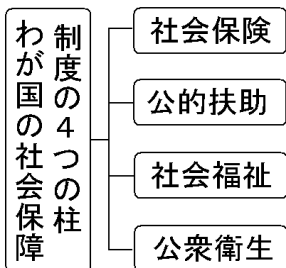 わが国の社会保障
制度の４つの柱
社会保険
公的扶助
社会福祉
公衆衛生